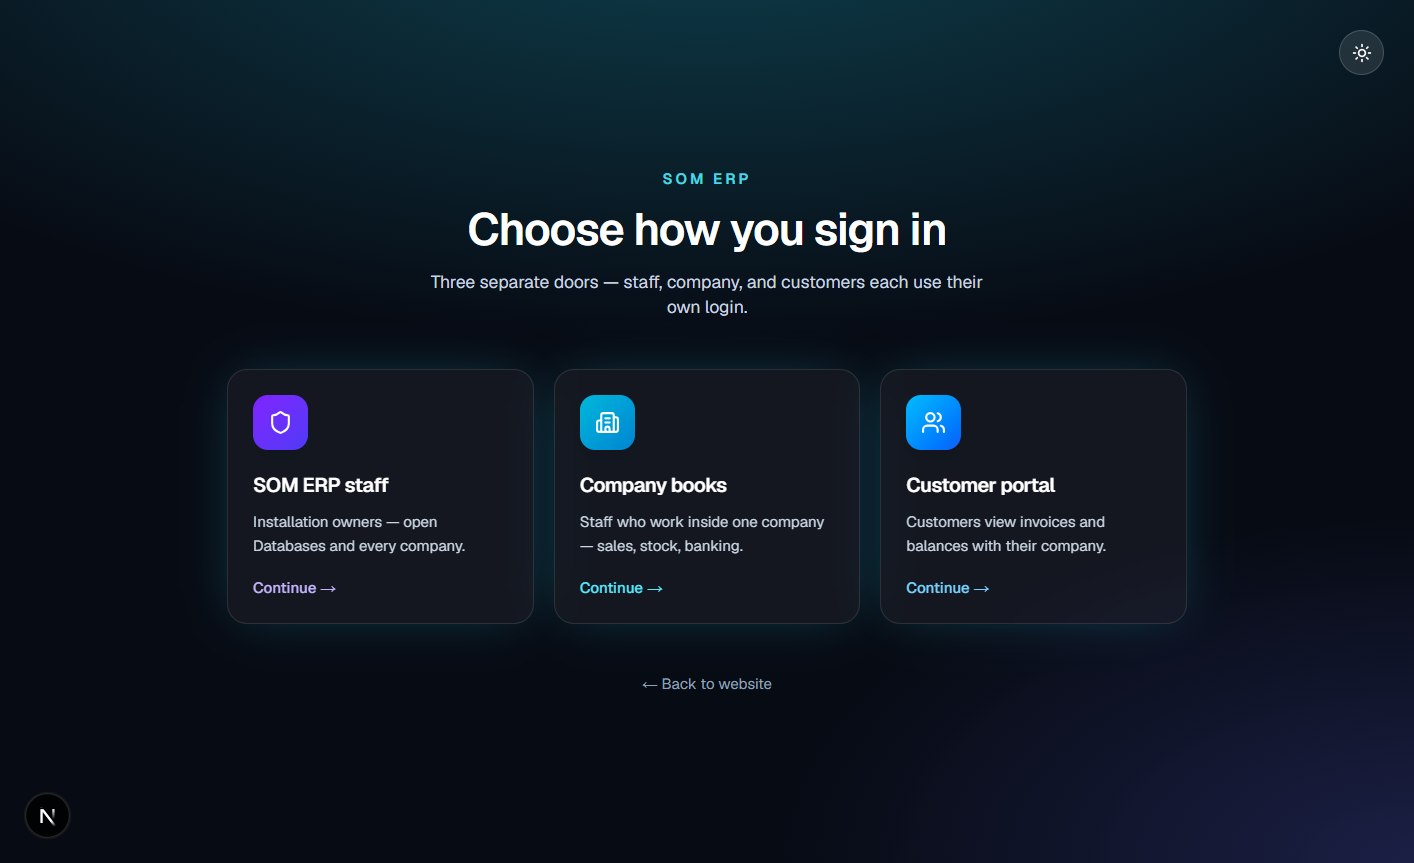 SOM ERP
Choose how you sign in
Three separate doors — staff, company, and customers each use their
own login.
SOM ERP staff
Installation owners — open
Databases and every company.
Continue →
Company books
Staff who work inside one company
— sales, stock, banking.
Continue →
Customer portal
Customers view invoices and
balances with their company.
Continue →
← Back to website
N